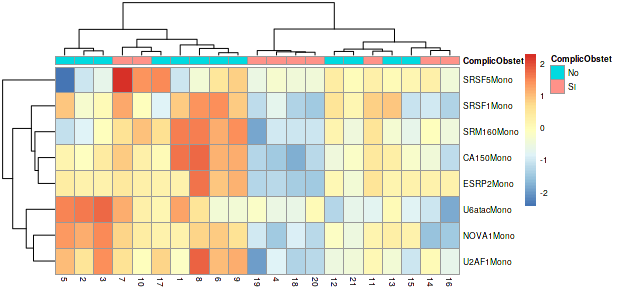 ComplicObstet
SRSF5Mono
SRSF1Mono
SRM160Mono
CA150Mono
ESRP2Mono
U6atacMono
NOVA1Mono
U2AF1Mono
5 2 3 7 10 17 1 8 6 9 19 4 18 20 12 21 11 13 15 14 16
2
1
0
-1
-2
ComplicObstet
No
SI